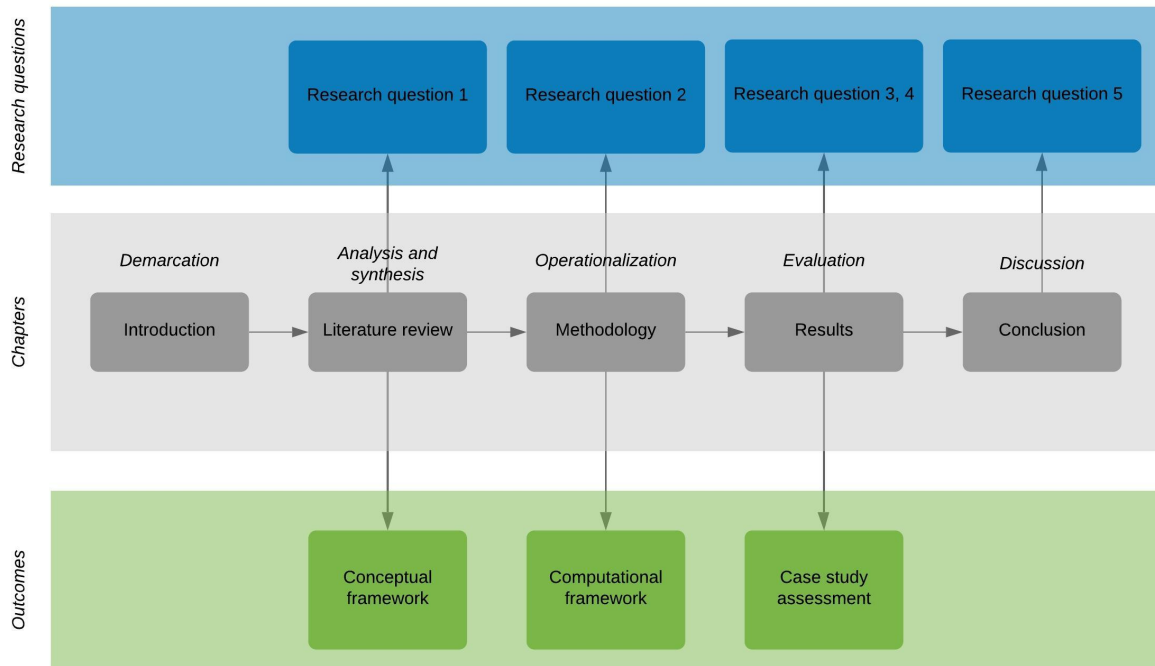 Research questions
Research question 1
Research question 2
Research question 3, 4
Research question 5
Chapters
Demarcation
Analysis and
synthesis
Operationalization
Evaluation
Discussion
Introduction
Literature review
Methodology
Results
Conclusion
Outcomes
Conceptual
framework
Computational
framework
Case study
assessment